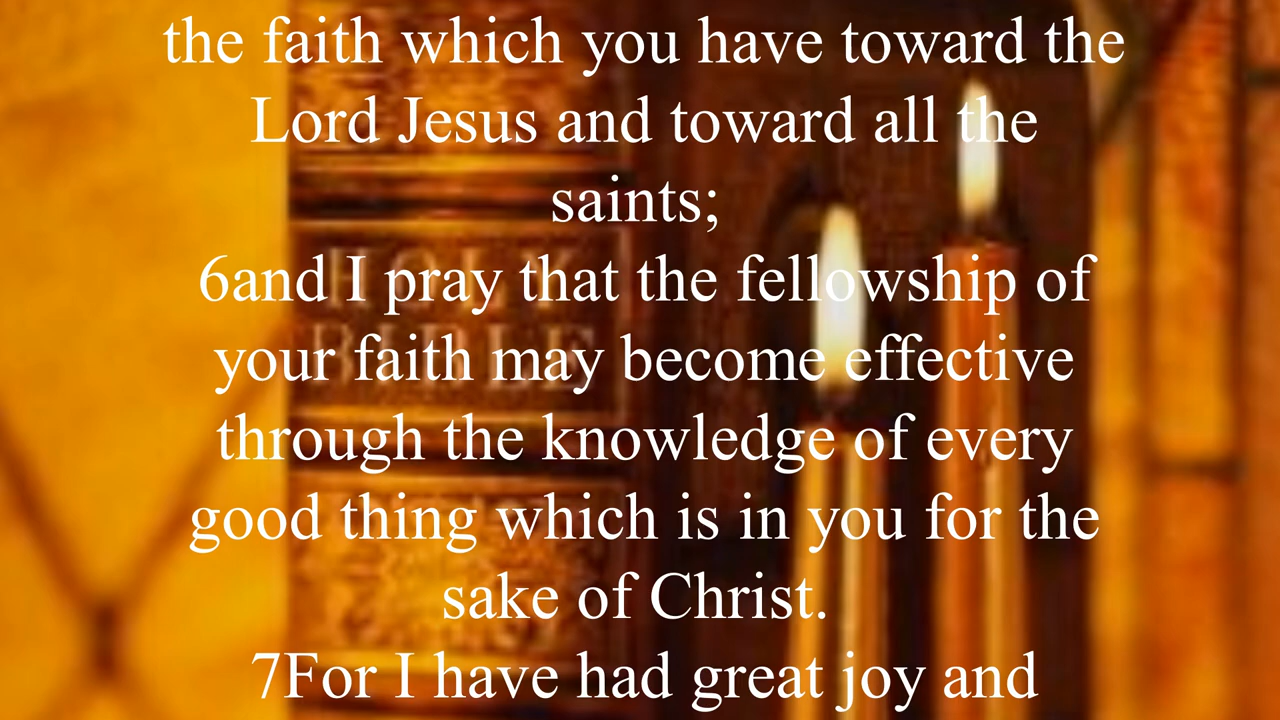 the faith which you have toward the
Lord Jesus and toward all the
saints;
6and I pray that the fellowship of
your faith may become effective
through the knowledge of every
good thing which is in you for the
sake of Christ.
7For I have had great joy and
HOLY
BIBLE